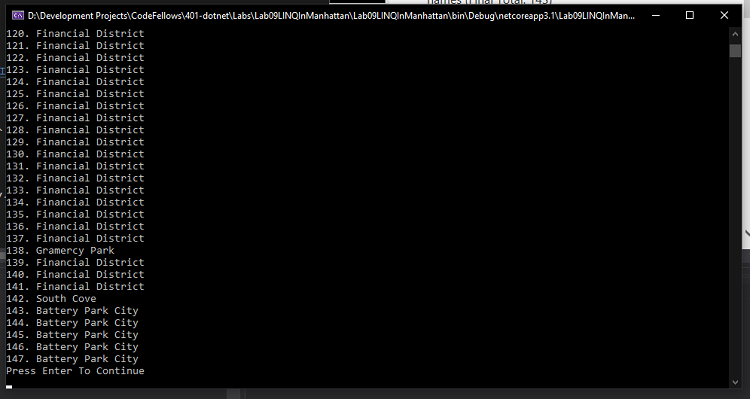 names (Final Total: 143)
D:\Development Projects\CodeFellows\401-dotnet\Labs\Lab09LINQInManhattan\Lab09LINQInManhattan\bin\Debug\netcoreapp3.1\Lab09LINQInMan...
120. Financial District
121. Financial District
122. Financial District
123. Financial District
124. Financial District
125. Financial District
126. Financial District
127. Financial District
128. Financial District
129. Financial District
130. Financial District
131. Financial District
132. Financial District
133. Financial District
134. Financial District
135. Financial District
136. Financial District
137. Financial District
138. Gramercy Park
139. Financial District
140. Financial District
141. Financial District
142. South Cove
143. Battery Park City
144. Battery Park City
145. Battery Park City
146. Battery Park City
147. Battery Park City
Press Enter To Continue